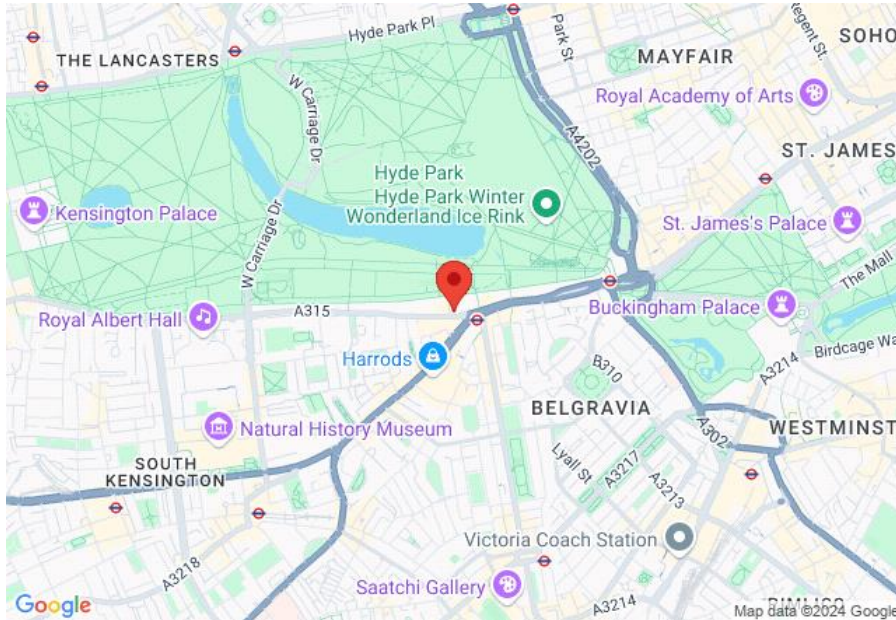 Hyde Park Pl
Park St
Regent St.
SOHO
THE LANCASTERS
MAYFAIR
W Carriage Dr
Royal Academy of Arts
A4202
ST. JAMES
Hyde Park
Hyde Park Winter
Wonderland Ice Rink
Kensington Palace
W Carriage Dr
St. James's Palace
The Mall
Royal Albert Hall
A315
Buckingham Palace
Birdcage Wa
Harrods
B310
A3214
BELGRAVIA
A302
WESTMINST
Natural History Museum
Lyall St
A3217
SOUTH
KENSINGTON
A3213
Victoria Coach Station
A3218
Saatchi Gallery
A3214
PIMLICO
Google
Map data ©2024 Google